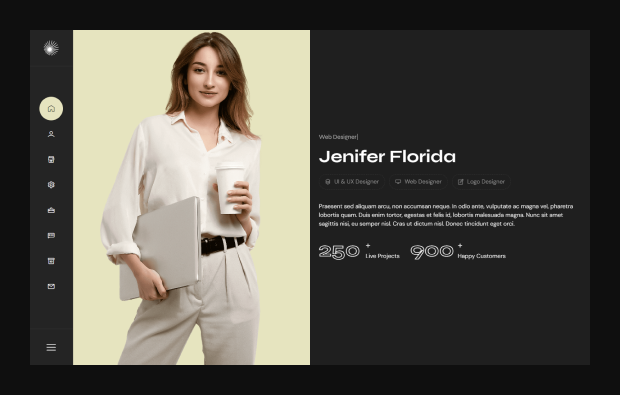 Web Designer|
Jenifer Florida
UI & UX Designer Web Designer Logo Designer
Praesent sed aliquam arcu, non accumsan neque. In odio ante, vulputate ac magna vel, pharetra
lobortis quam. Duis enim tortor, egestas et felis id, lobortis malesuada magna. Nunc sit amet
sagittis nisi, eu semper nisl. Cras ut dictum nisl. Donec tincidunt eget orci.
250 + Live Projects 900 + Happy Customers